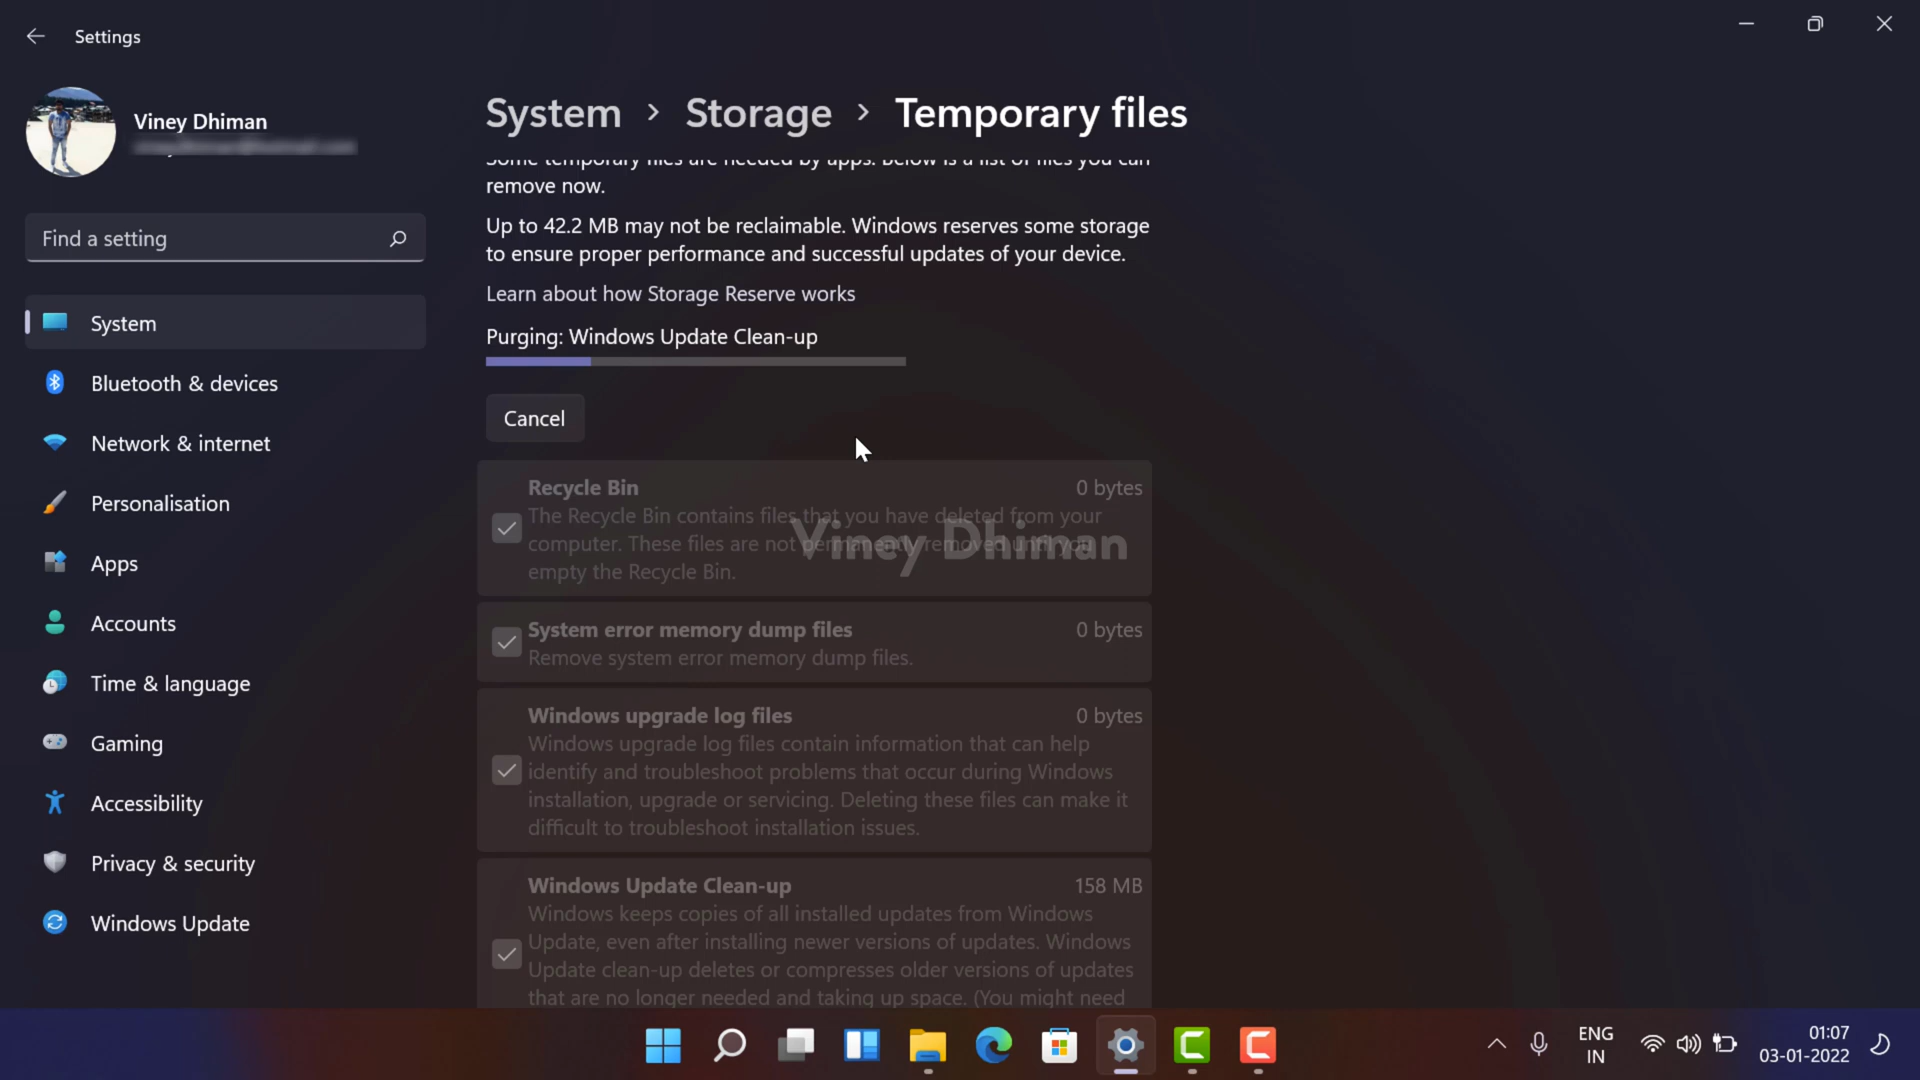 Settings
Viney Dhiman
Find a setting
System
Bluetooth & devices
Network & internet
Personalisation
Apps
Accounts
Time & language
Gaming
Accessibility
Privacy & security
Windows Update
System > Storage > Temporary files
Some temporary files are needed by apps. Below is a list of files you can
remove now.
Up to 42.2 MB may not be reclaimable. Windows reserves some storage
to ensure proper performance and successful updates of your device.
Learn about how Storage Reserve works
Purging: Windows Update Clean-up
Cancel
Recycle Bin 0 bytes
The Recycle Bin contains files that you have deleted from your
computer. These files are not permanently removed until you
empty the Recycle Bin.
Viney Dhiman
System error memory dump files 0 bytes
Remove system error memory dump files.
Windows upgrade log files 0 bytes
Windows upgrade log files contain information that can help
identify and troubleshoot problems that occur during Windows
installation, upgrade or servicing. Deleting these files can make it
difficult to troubleshoot installation issues.
Windows Update Clean-up 158 MB
Windows keeps copies of all installed updates from Windows
Update, even after installing newer versions of updates. Windows
Update clean-up deletes or compresses older versions of updates
that are no longer needed and taking up space. (You might need
ENG
IN
01:07
03-01-2022